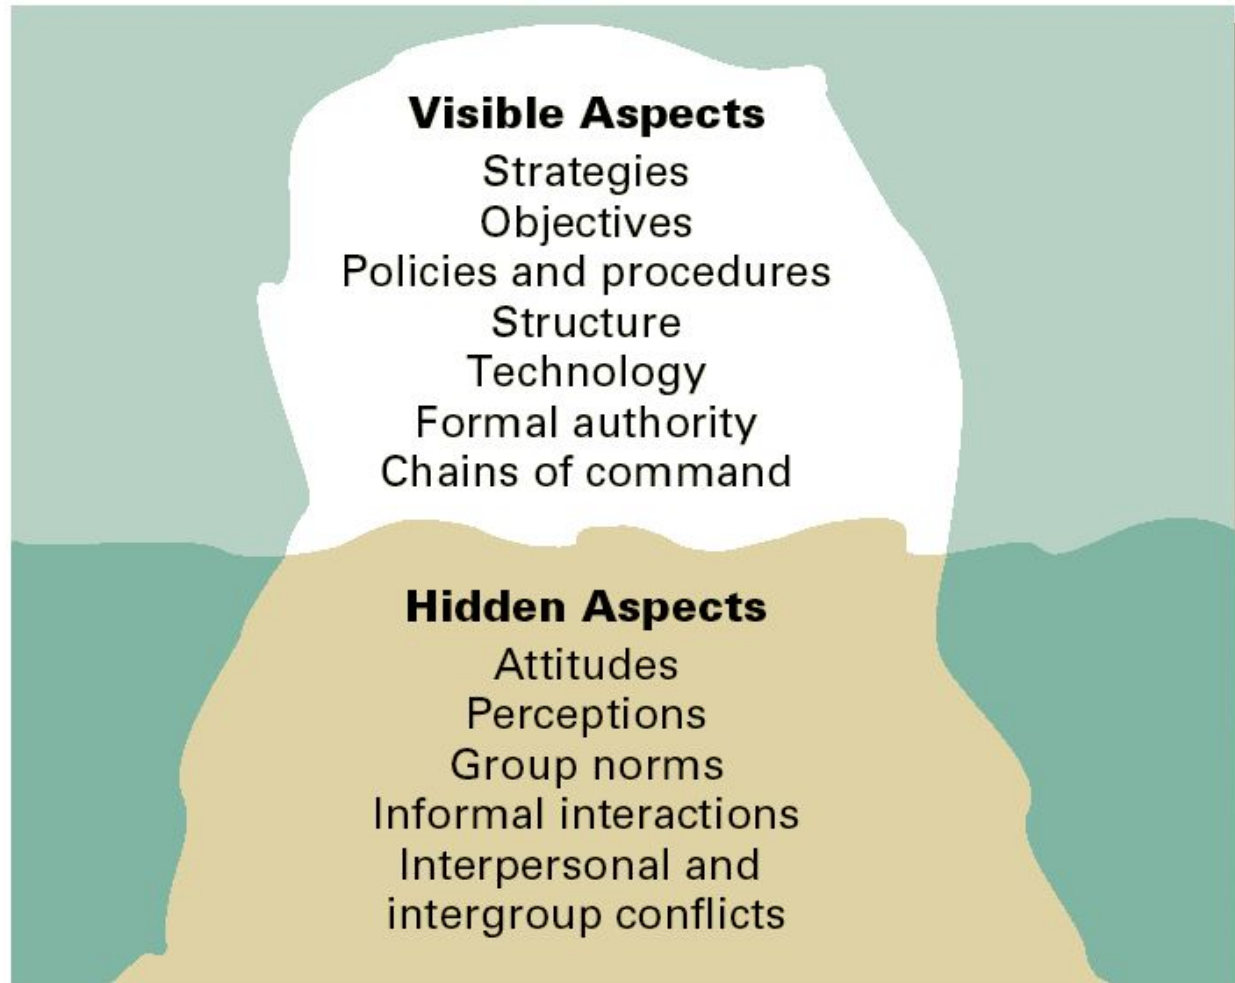 Visible Aspects
Strategies
Objectives
Policies and procedures
Structure
Technology
Formal authority
Chains of command
Hidden Aspects
Attitudes
Perceptions
Group norms
Informal interactions
Interpersonal and
intergroup conflicts